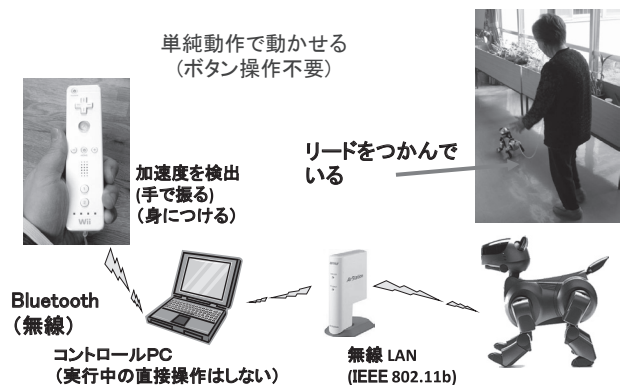 単純動作で動かせる
(ボタン操作不要)
リードをつかんで
いる
加速度を検出
(手で振る)
(身につける)
Wii
AirStation
Bluetooth
(無線)
コントロールPC
(実行中の直接操作はしない)
無線 LAN
(IEEE 802.11b)